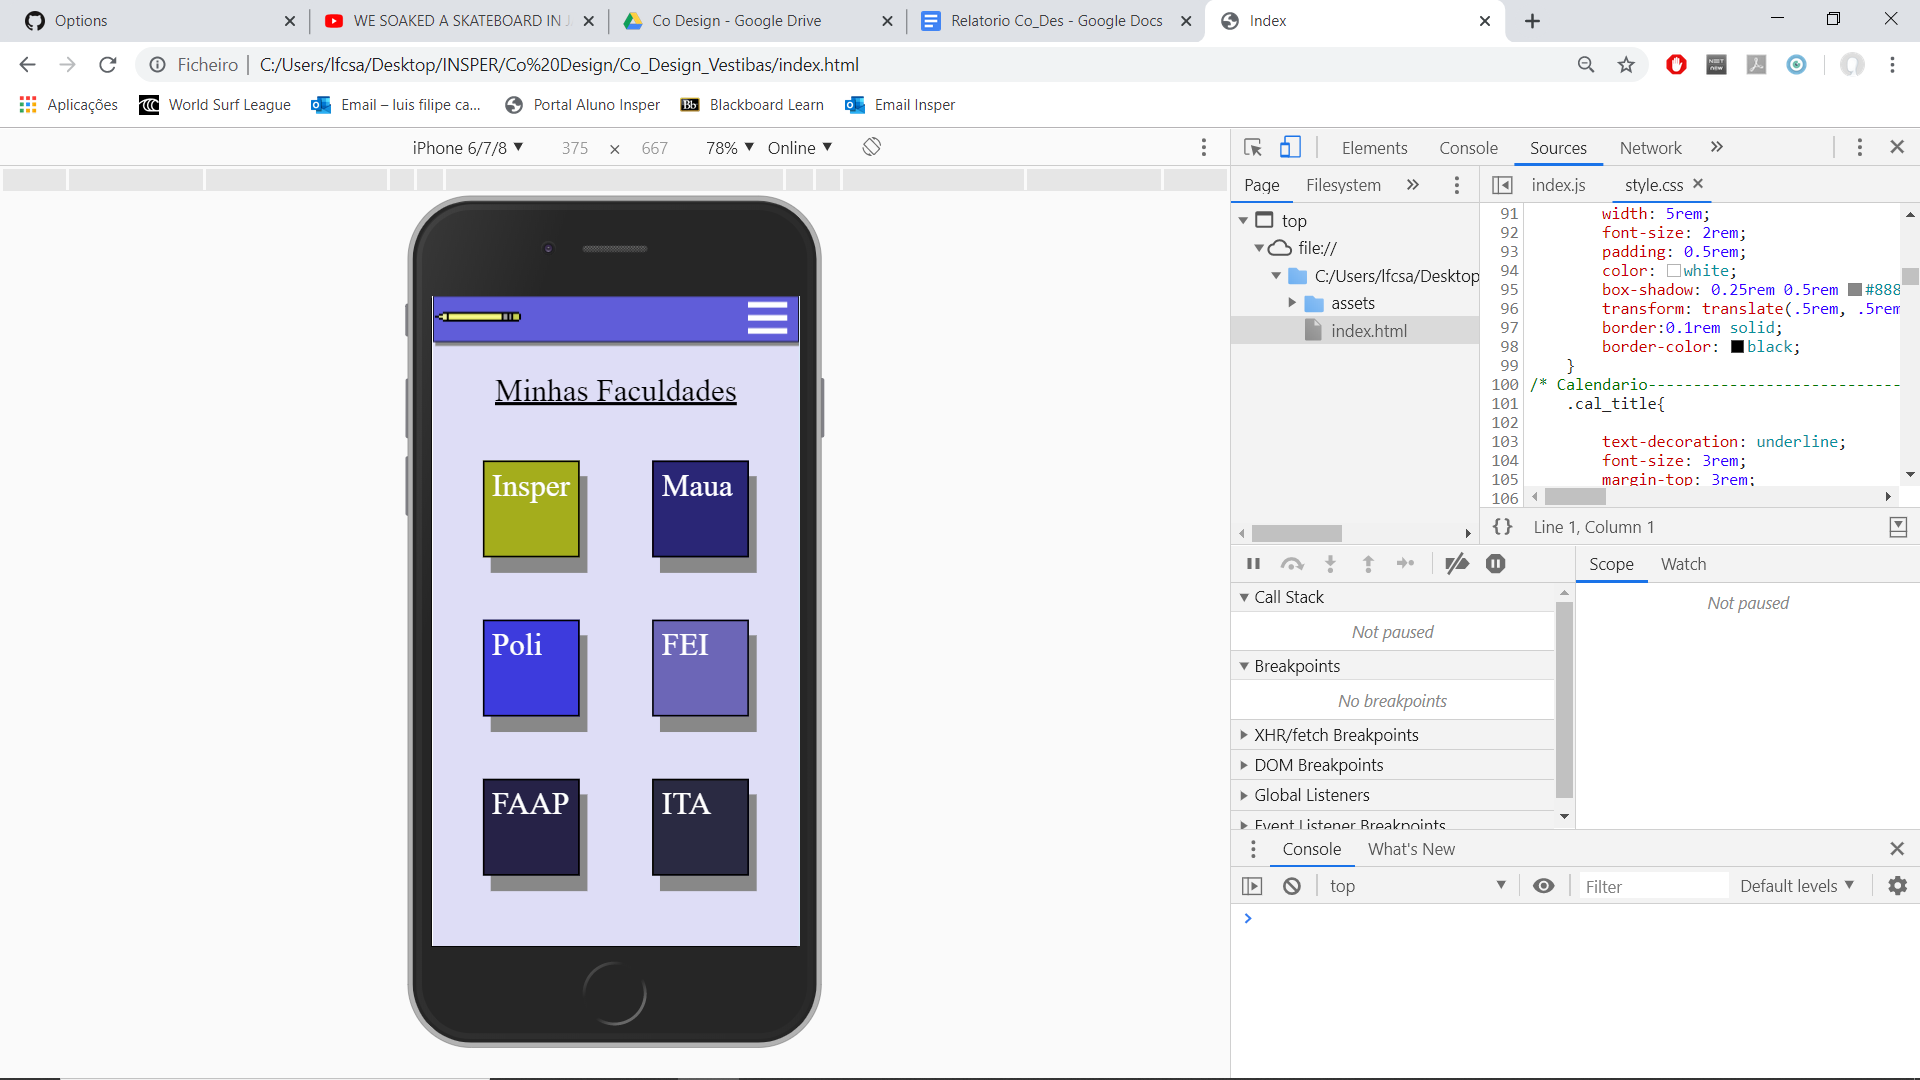 Options
WE SOAKED A SKATEBOARD IN J
Co Design - Google Drive
Relatorio Co_Des - Google Docs
Index
Ficheiro
C:/Users/lfcsa/Desktop/INSPER/Co%20Design/Co_Design_Vestibas/index.html
Aplicações
World Surf League
Email – luis filipe ca...
Portal Aluno Insper
Bb Blackboard Learn
Email Insper
iPhone 6/7/8
375 × 667
78%
Online
Minhas Faculdades
Insper
Maua
Poli
FEI
FAAP
ITA
Elements
Console
Sources
Network
Page
Filesystem
top
file://
C:/Users/lfcsa/Desktop
assets
index.html
index.js
style.css
91 width: 5rem;
92 font-size: 2rem;
93 padding: 0.5rem;
94 color: white;
95 box-shadow: 0.25rem 0.5rem #888
96 transform: translate(.5rem, .5rem
97 border:0.1rem solid;
98 border-color: black;
99 }
100 /* Calendario----------------------------
101 .cal_title{
102
103 text-decoration: underline;
104 font-size: 3rem;
105 margin-top: 3rem;
106
{} Line 1, Column 1
Call Stack
Not paused
Breakpoints
No breakpoints
XHR/fetch Breakpoints
DOM Breakpoints
Global Listeners
Event Listener Breakpoints
Scope
Watch
Not paused
Console
What's New
top
Filter
Default levels